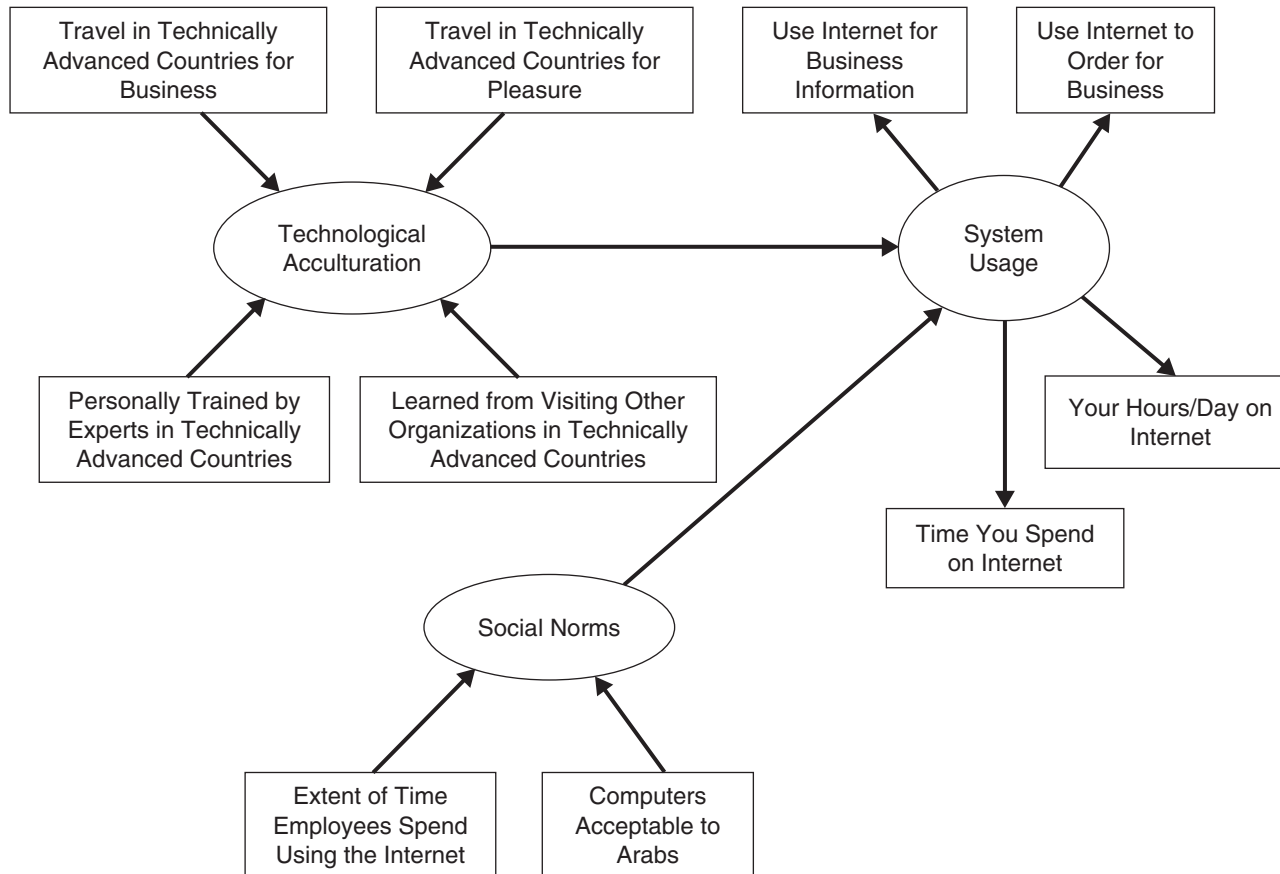 Travel in Technically
Advanced Countries for
Business
Travel in Technically
Advanced Countries for
Pleasure
Use Internet for
Business
Information
Use Internet to
Order for
Business
Technological
Acculturation
System
Usage
Personally Trained by
Experts in Technically
Advanced Countries
Learned from Visiting Other
Organizations in Technically
Advanced Countries
Your Hours/Day on
Internet
Time You Spend
on Internet
Social Norms
Extent of Time
Employees Spend
Using the Internet
Computers
Acceptable to
Arabs